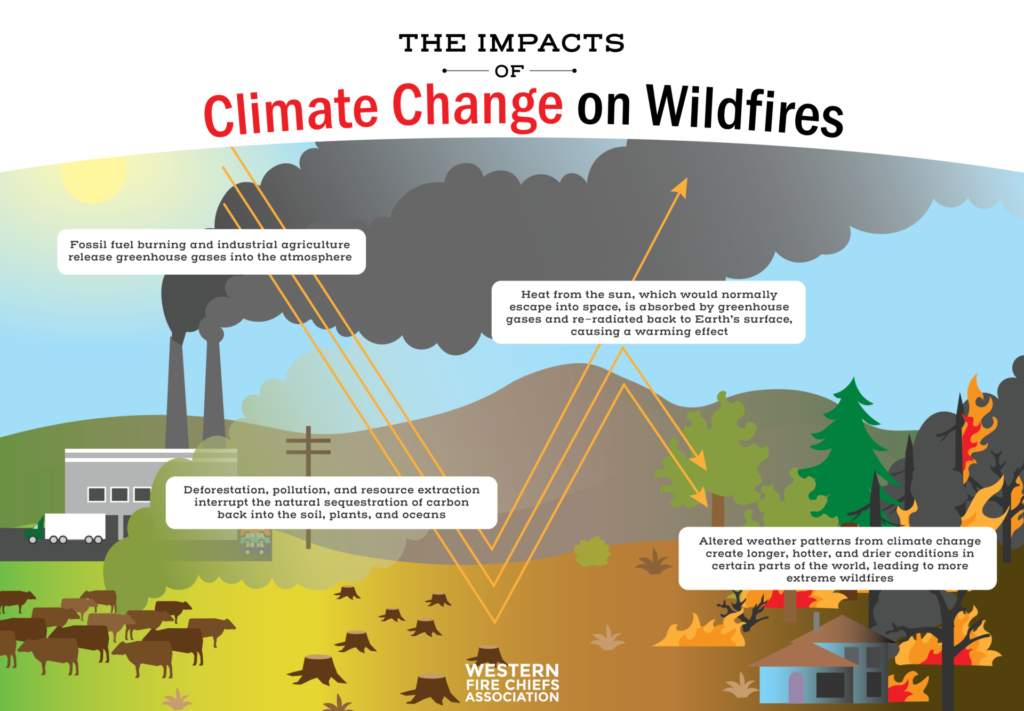 THE IMPACTS
OF
Climate Change on Wildfires
Fossil fuel burning and industrial agriculture
release greenhouse gases into the atmosphere
Heat from the sun, which would normally
escape into space, is absorbed by greenhouse
gases and re-radiated back to Earth's surface,
causing a warming effect
Deforestation, pollution, and resource extraction
interrupt the natural sequestration of carbon
back into the soil, plants, and oceans
Altered weather patterns from climate change
create longer, hotter, and drier conditions in
certain parts of the world, leading to more
extreme wildfires
WESTERN
FIRE CHIEFS
ASSOCIATION